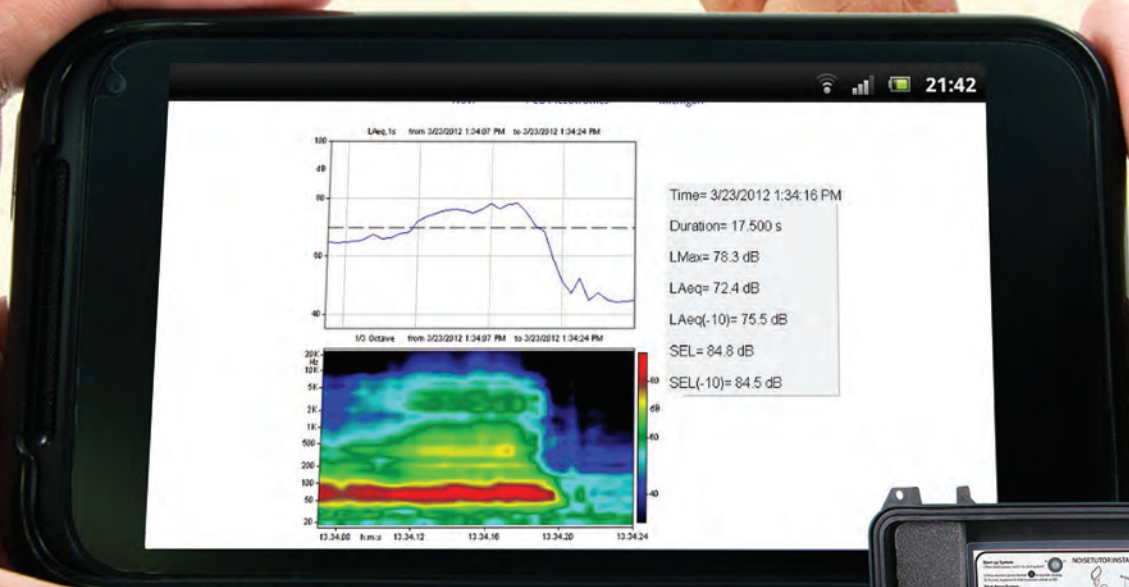 21:42
LAeq,1s from 3/23/2012 1:34:07 PM to 3/23/2012 1:34:24 PM
100
dB
80
60
40
Time= 3/23/2012 1:34:16 PM
Duration= 17.500 s
LMax= 78.3 dB
LAeq= 72.4 dB
LAeq(-10)= 75.5 dB
SEL= 84.8 dB
SEL(-10)= 84.5 dB
1/3 Octave from 3/23/2012 1:34:07 PM to 3/23/2012 1:34:24 PM
20K
Hz
10K
5K
2K
1K
500
200
100
50
20
80
dB
60
40
13.34.08 h:m:s 13.34.12 13.34.16 13.34.20 13.34.24
NOISETUTOR